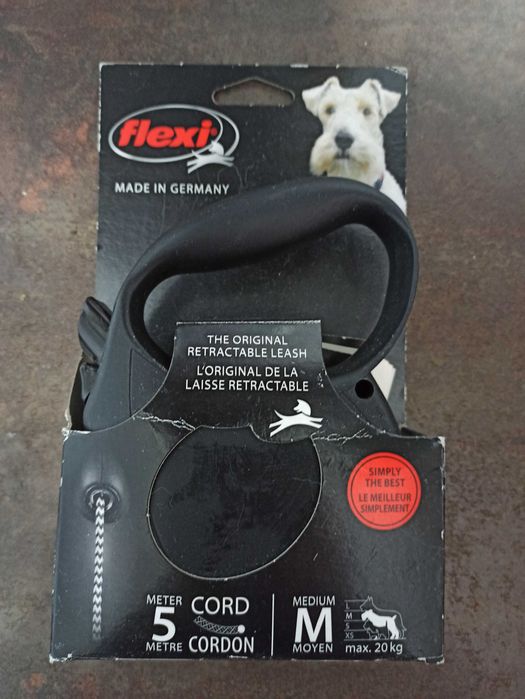 flexi
MADE IN GERMANY
THE ORIGINAL
RETRACTABLE LEASH
L'ORIGINAL DE LA
LAISSE RETRACTABLE
SIMPLY
THE BEST
LE MEILLEUR
SIMPLEMENT
METER
5
METRE
CORD
CORDON
MEDIUM
M
MOYEN
L
M
S
XS
max. 20 kg